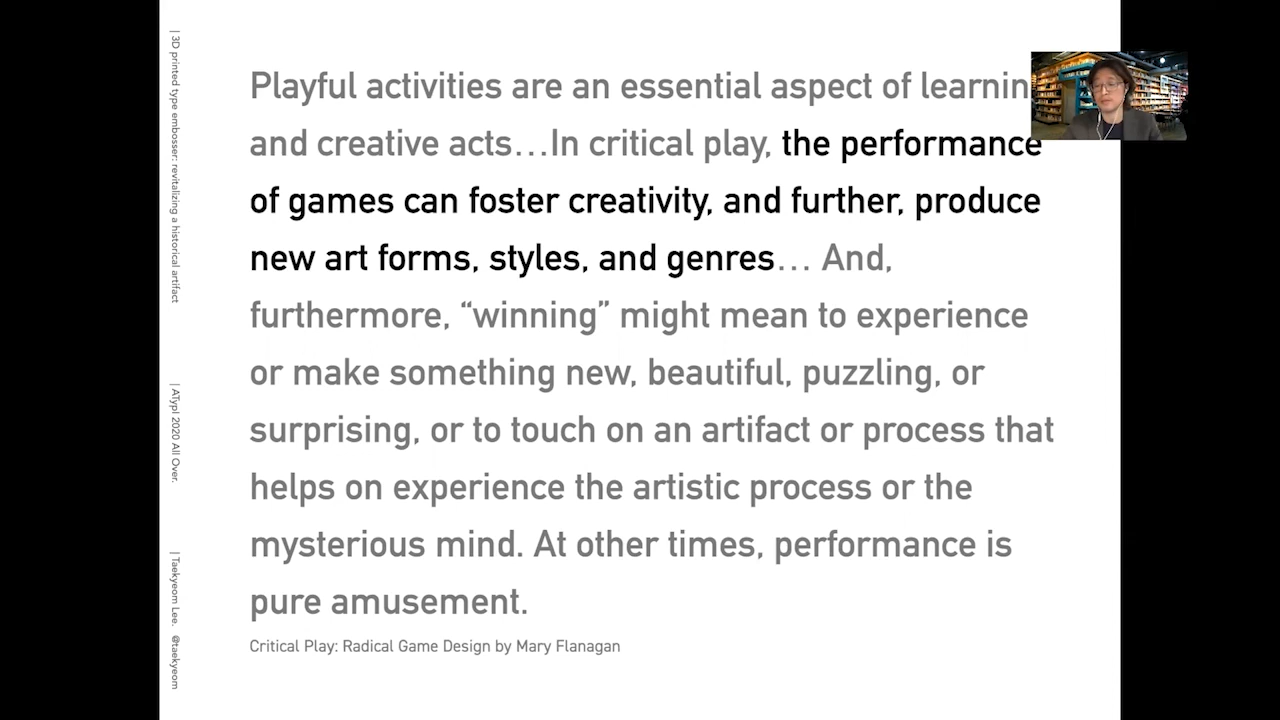 | 3D printed type embosser: revitalizing a historical artifact
| ATypI 2020 All Over.
| Taekyeom Lee. @taekyeom
Playful activities are an essential aspect of learnin
and creative acts…In critical play, the performance
of games can foster creativity, and further, produce
new art forms, styles, and genres… And,
furthermore, “winning” might mean to experience
or make something new, beautiful, puzzling, or
surprising, or to touch on an artifact or process that
helps on experience the artistic process or the
mysterious mind. At other times, performance is
pure amusement.
Critical Play: Radical Game Design by Mary Flanagan